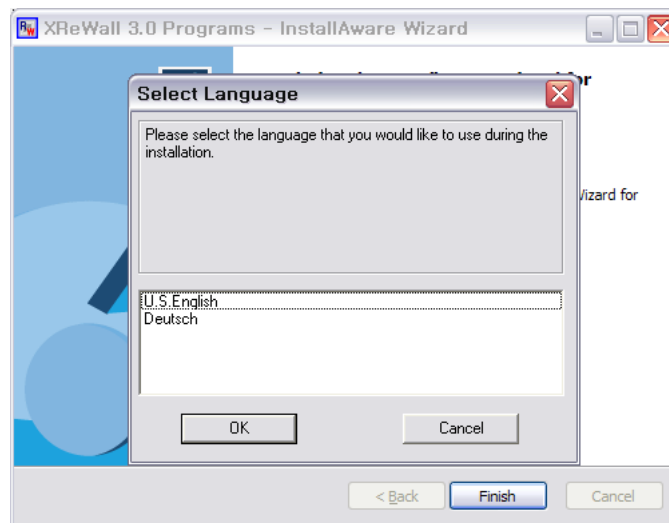 XReWall 3.0 Programs - InstallAware Wizard
Select Language
Please select the language that you would like to use during the
installation.
Wizard for
U.S.English
Deutsch
OK
Cancel
< Back
Finish
Cancel